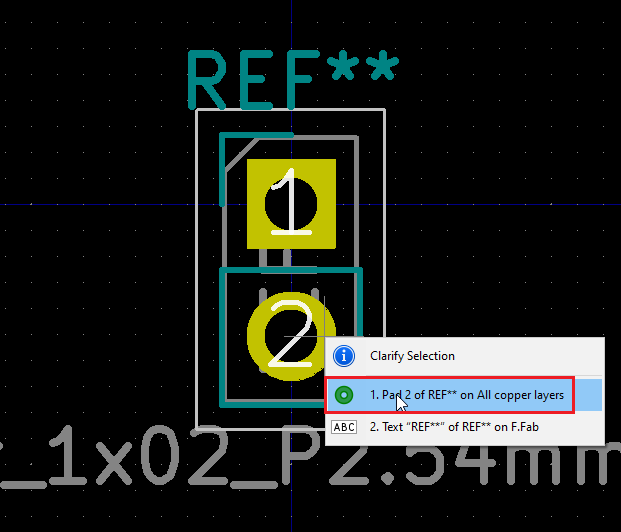 REF**
1
2
Clarify Selection
1. Pad 2 of REF** on All copper layers
ABC
2. Text "REF**" of REF** on F.Fab
_1x02_P2.54mm